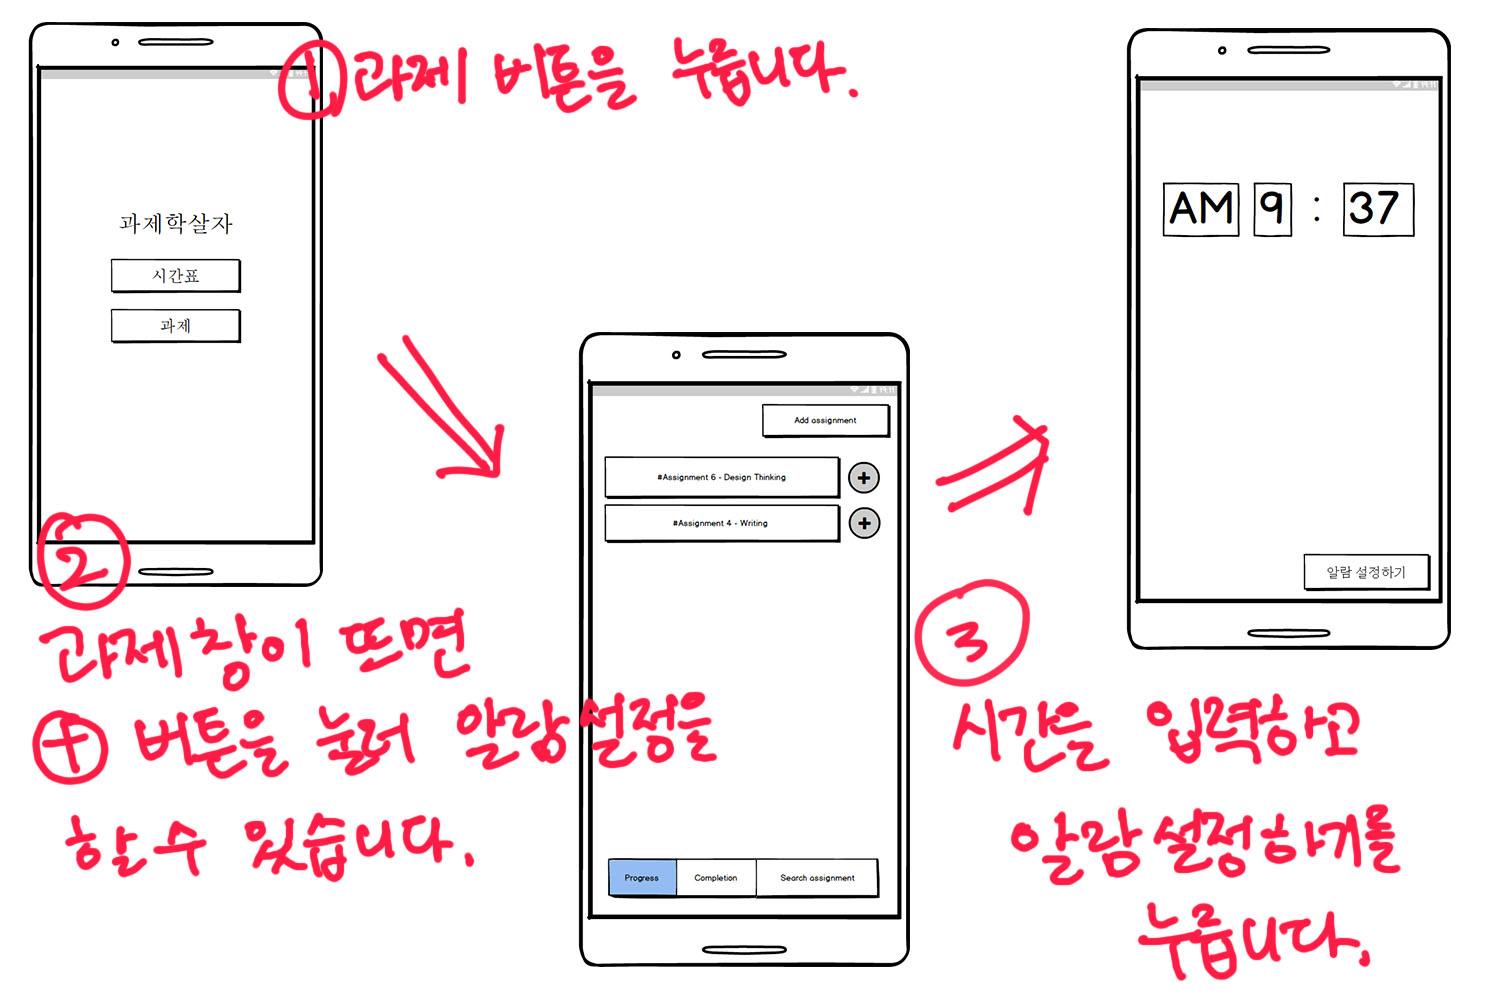 ① 과제 버튼을 누릅니다.
과제학살자
시간표
과제
②
과제창이 뜨면
⊕ 버튼을 눌러 알람설정을
할 수 있습니다.
Add assignment
#Assignment 6 - Design Thinking
+
#Assignment 4 - Writing
+
Progress
Completion
Search assignment
AM 9 : 37
알람 설정하기
③
시간을 입력하고
알람설정하기를
누릅니다.